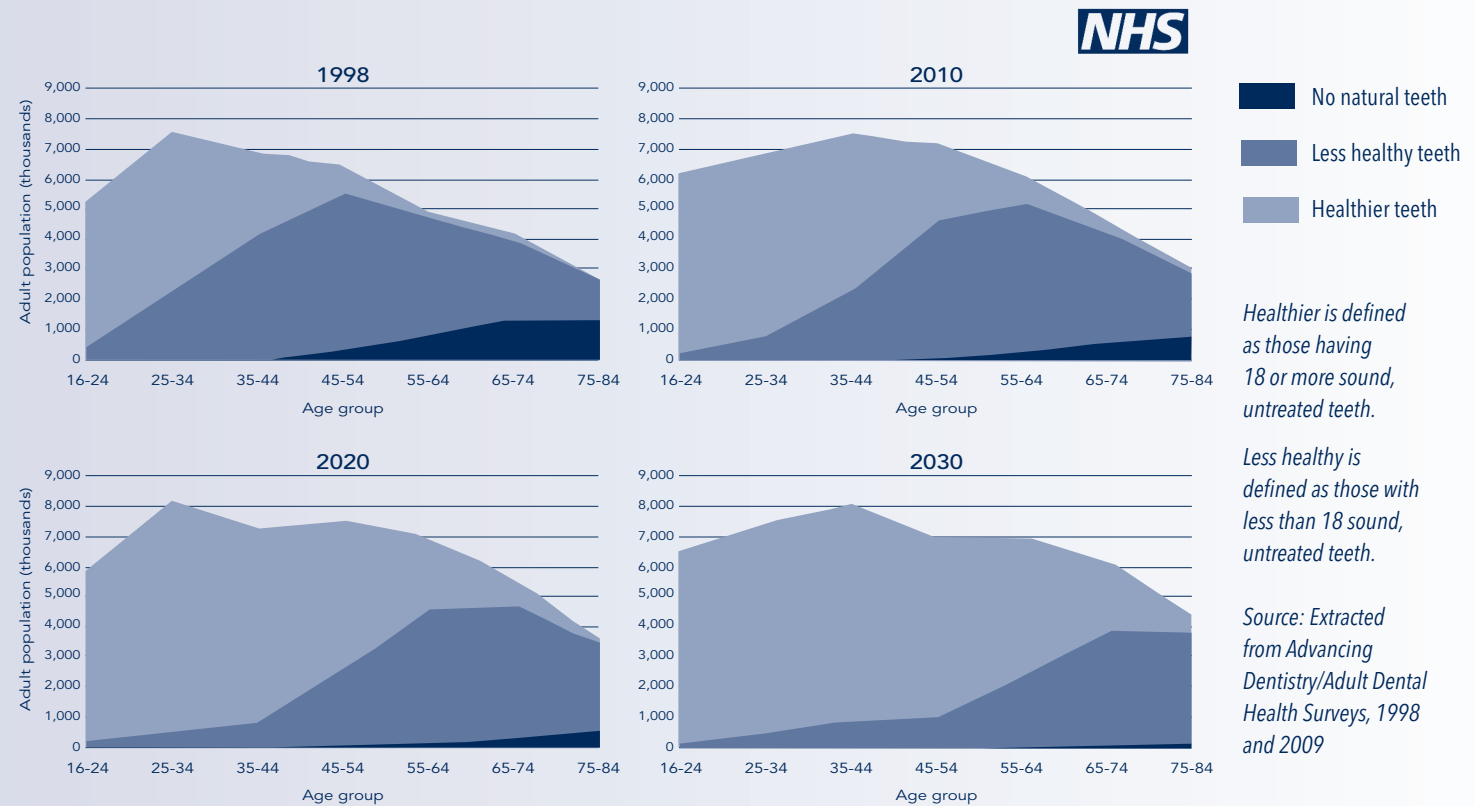 NHS
1998
Adult population (thousands)
9,000
8,000
7,000
6,000
5,000
4,000
3,000
2,000
1,000
0
16-24 25-34 35-44 45-54 55-64 65-74 75-84
Age group
2010
9,000
8,000
7,000
6,000
5,000
4,000
3,000
2,000
1,000
0
16-24 25-34 35-44 45-54 55-64 65-74 75-84
Age group
No natural teeth
Less healthy teeth
Healthier teeth
Healthier is defined
as those having
18 or more sound,
untreated teeth.
Less healthy is
defined as those with
less than 18 sound,
untreated teeth.
Source: Extracted
from Advancing
Dentistry/Adult Dental
Health Surveys, 1998
and 2009
2020
Adult population (thousands)
9,000
8,000
7,000
6,000
5,000
4,000
3,000
2,000
1,000
0
16-24 25-34 35-44 45-54 55-64 65-74 75-84
Age group
2030
9,000
8,000
7,000
6,000
5,000
4,000
3,000
2,000
1,000
0
16-24 25-34 35-44 45-54 55-64 65-74 75-84
Age group